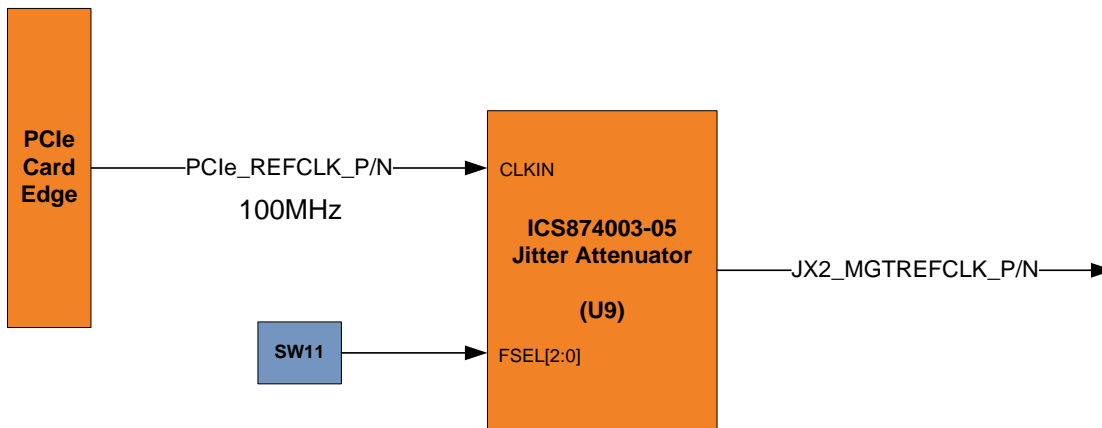 PCIe
Card
Edge
PCIe_REFCLK_P/N
100MHz
CLKIN
ICS874003-05
Jitter Attenuator
(U9)
JX2_MGTREFCLK_P/N
SW11
FSEL[2:0]